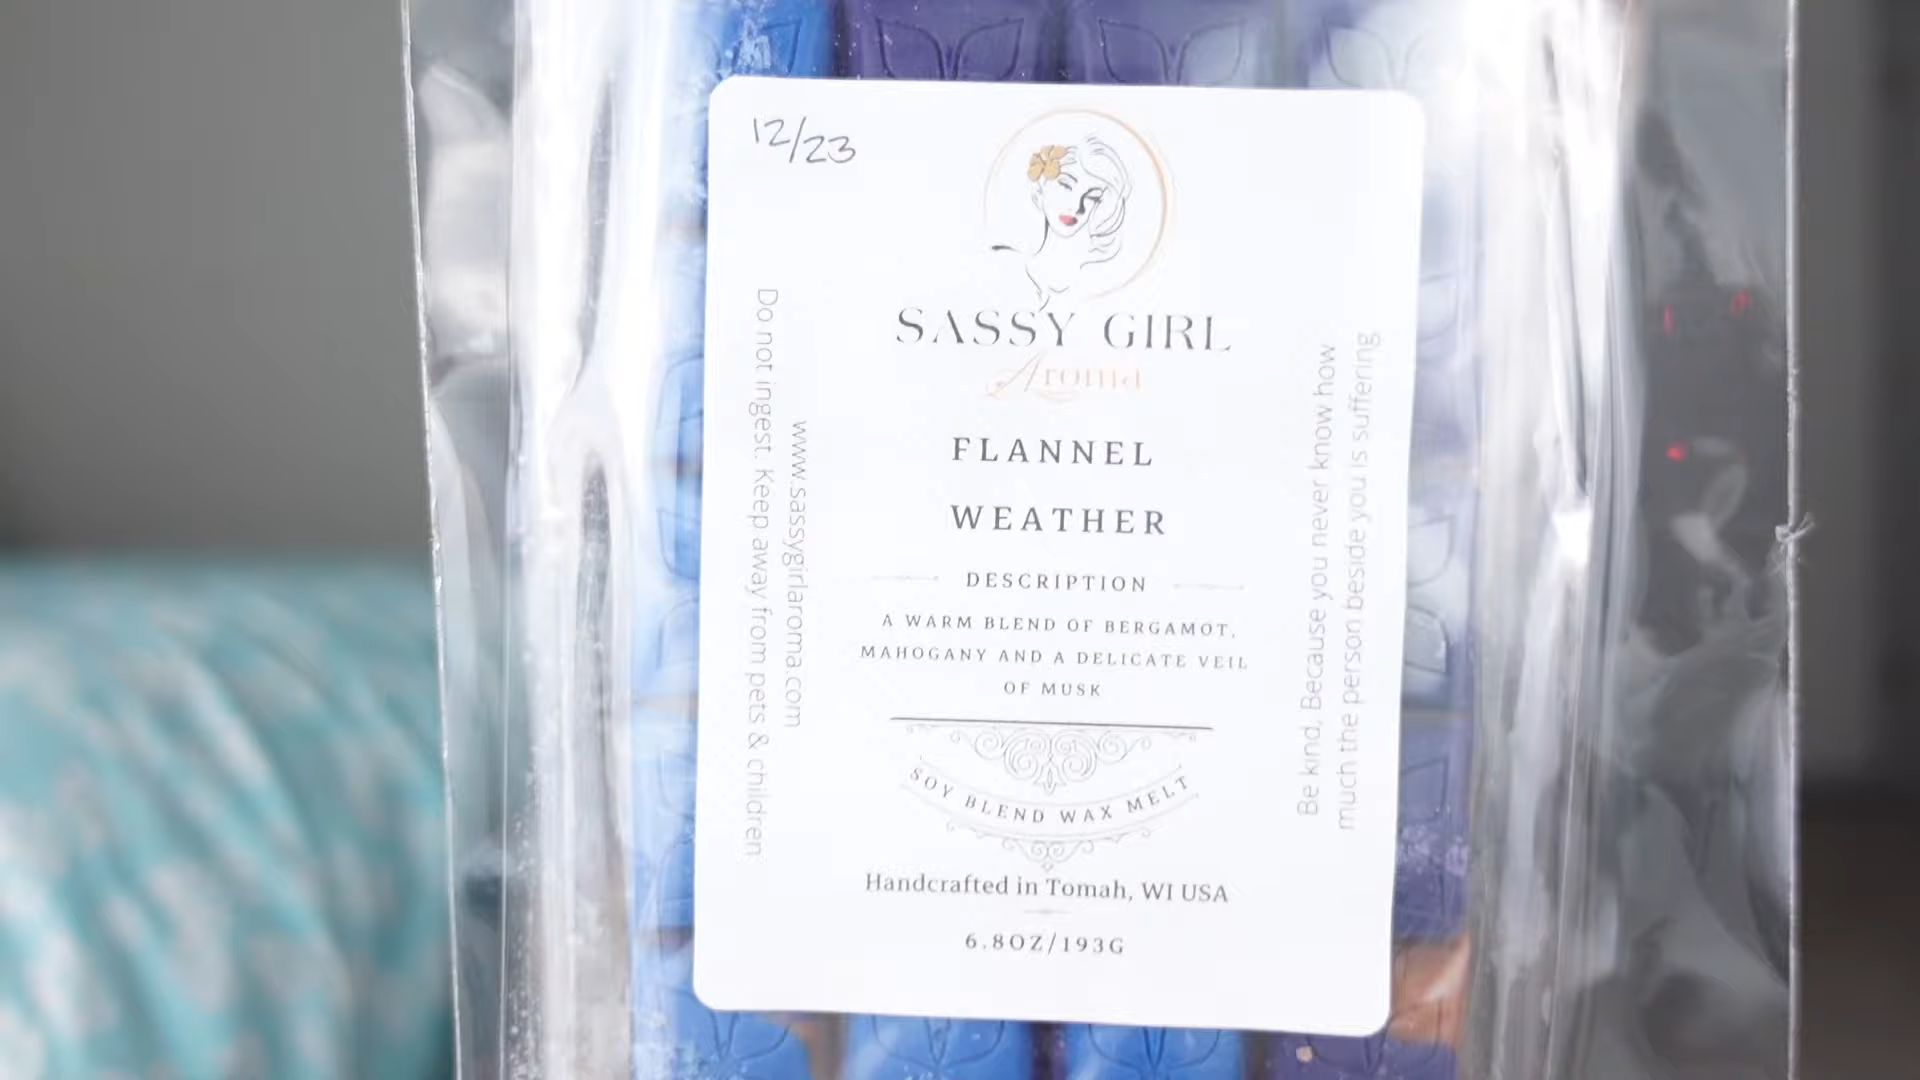 12/23
SASSY GIRL
Aroma
FLANNEL
WEATHER
DESCRIPTION
A WARM BLEND OF BERGAMOT,
MAHOGANY AND A DELICATE VEIL
OF MUSK
SOY BLEND WAX MELT
Handcrafted in Tomah, WI USA
6.8OZ/193G
www.sassygirlaroma.com
Do not ingest. Keep away from pets & children
Be kind, Because you never know how
much the person beside you is suffering